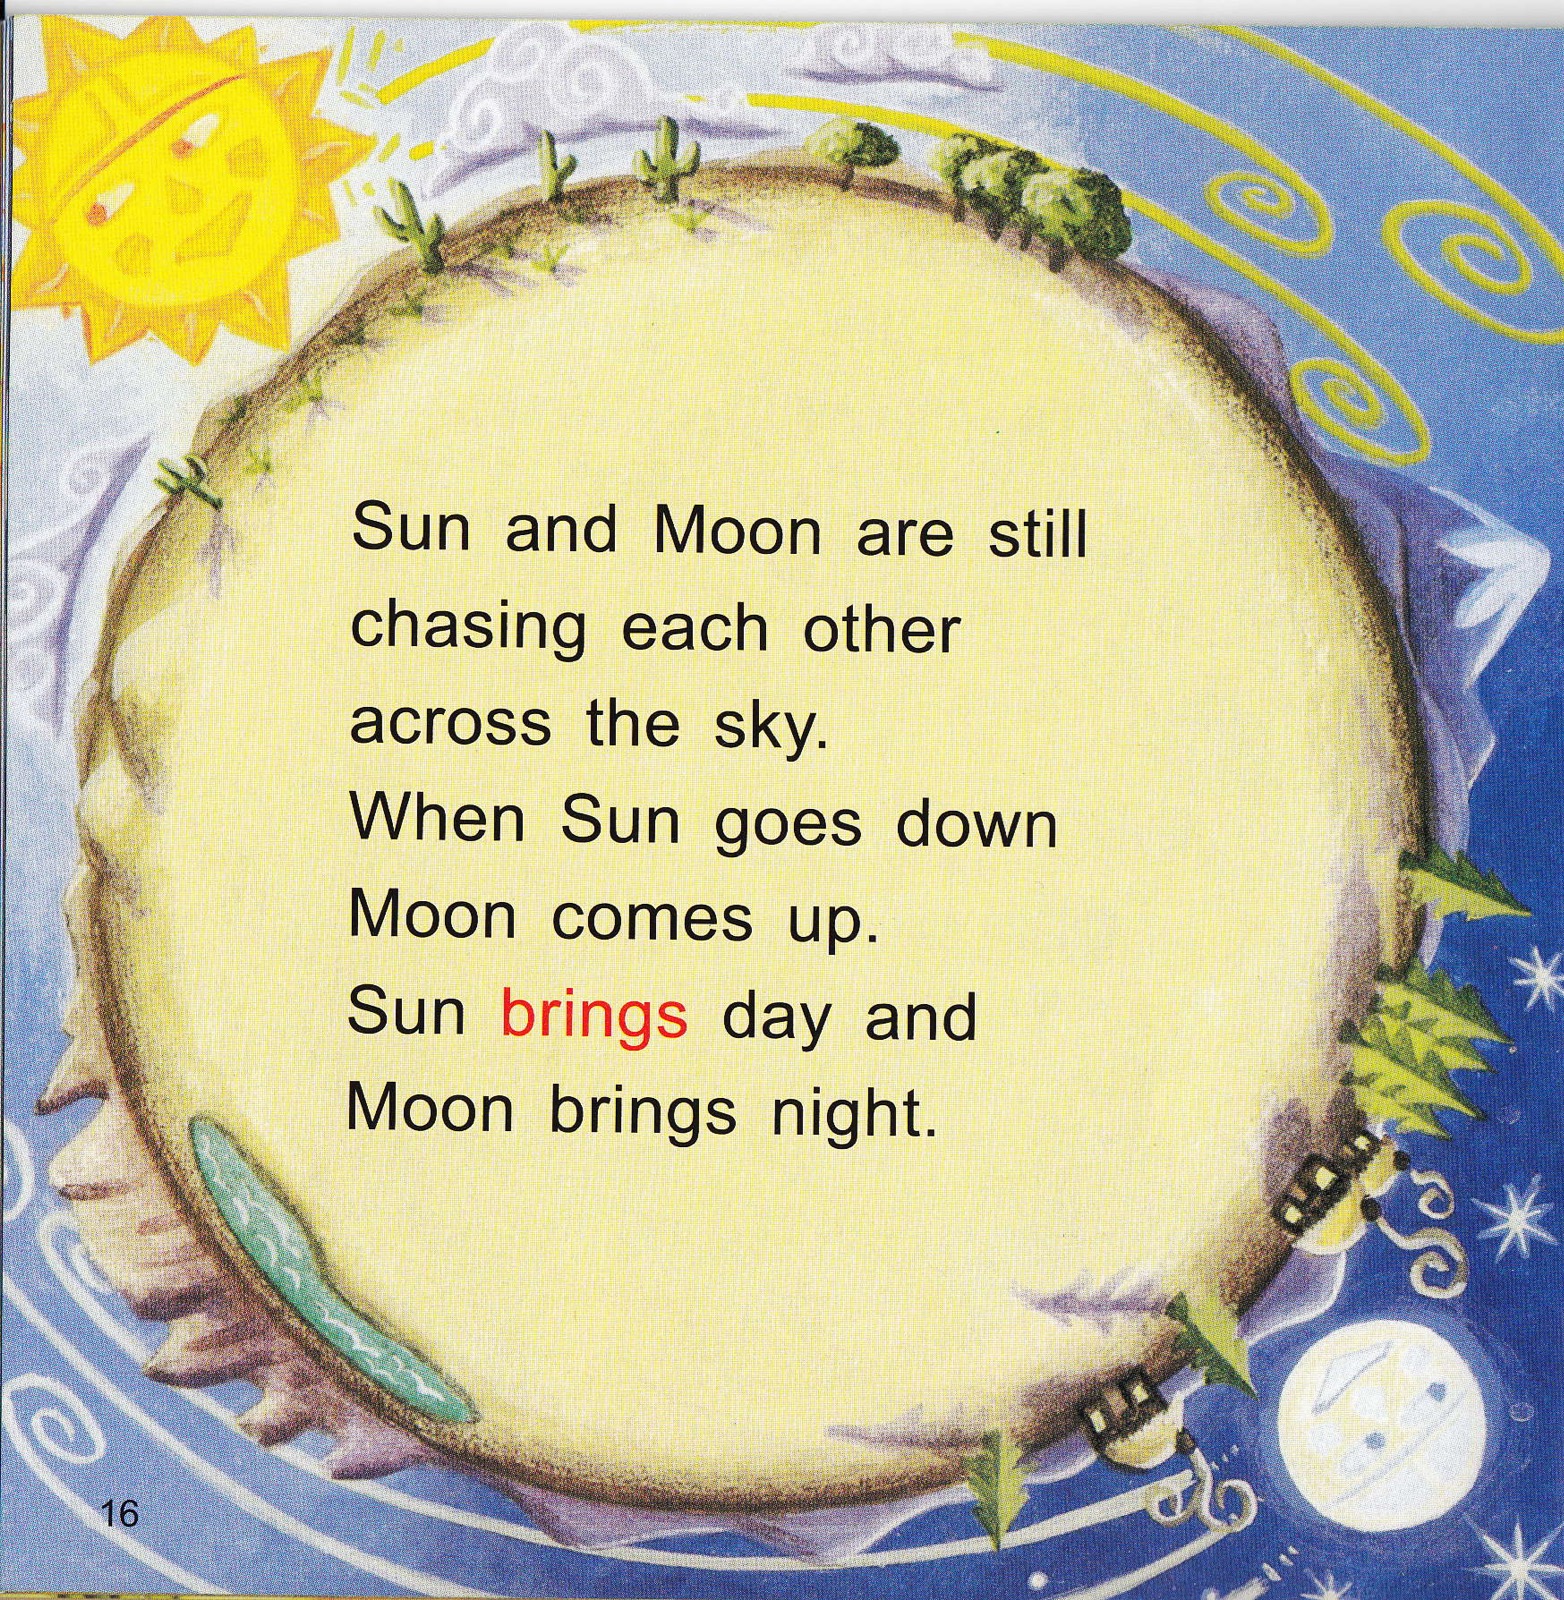 Sun and Moon are still
chasing each other
across the sky.
When Sun goes down
Moon comes up.
Sun brings day and
Moon brings night.
16